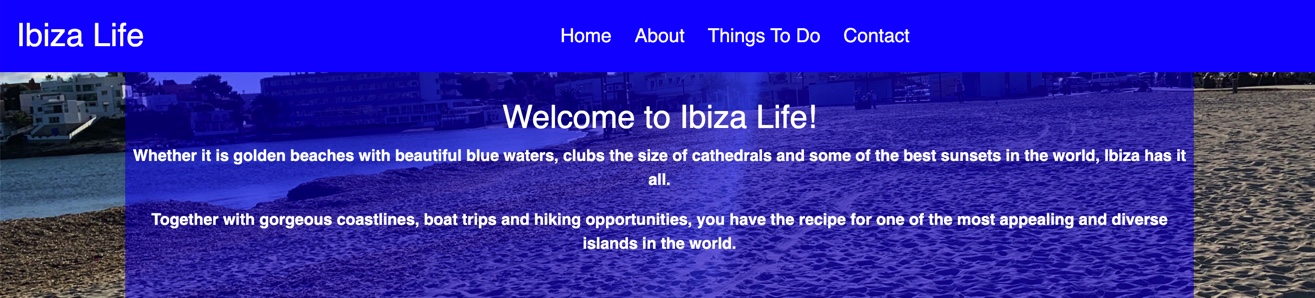 Ibiza Life
Home About Things To Do Contact
Welcome to Ibiza Life!
Whether it is golden beaches with beautiful blue waters, clubs the size of cathedrals and some of the best sunsets in the world, Ibiza has it
all.
Together with gorgeous coastlines, boat trips and hiking opportunities, you have the recipe for one of the most appealing and diverse
islands in the world.